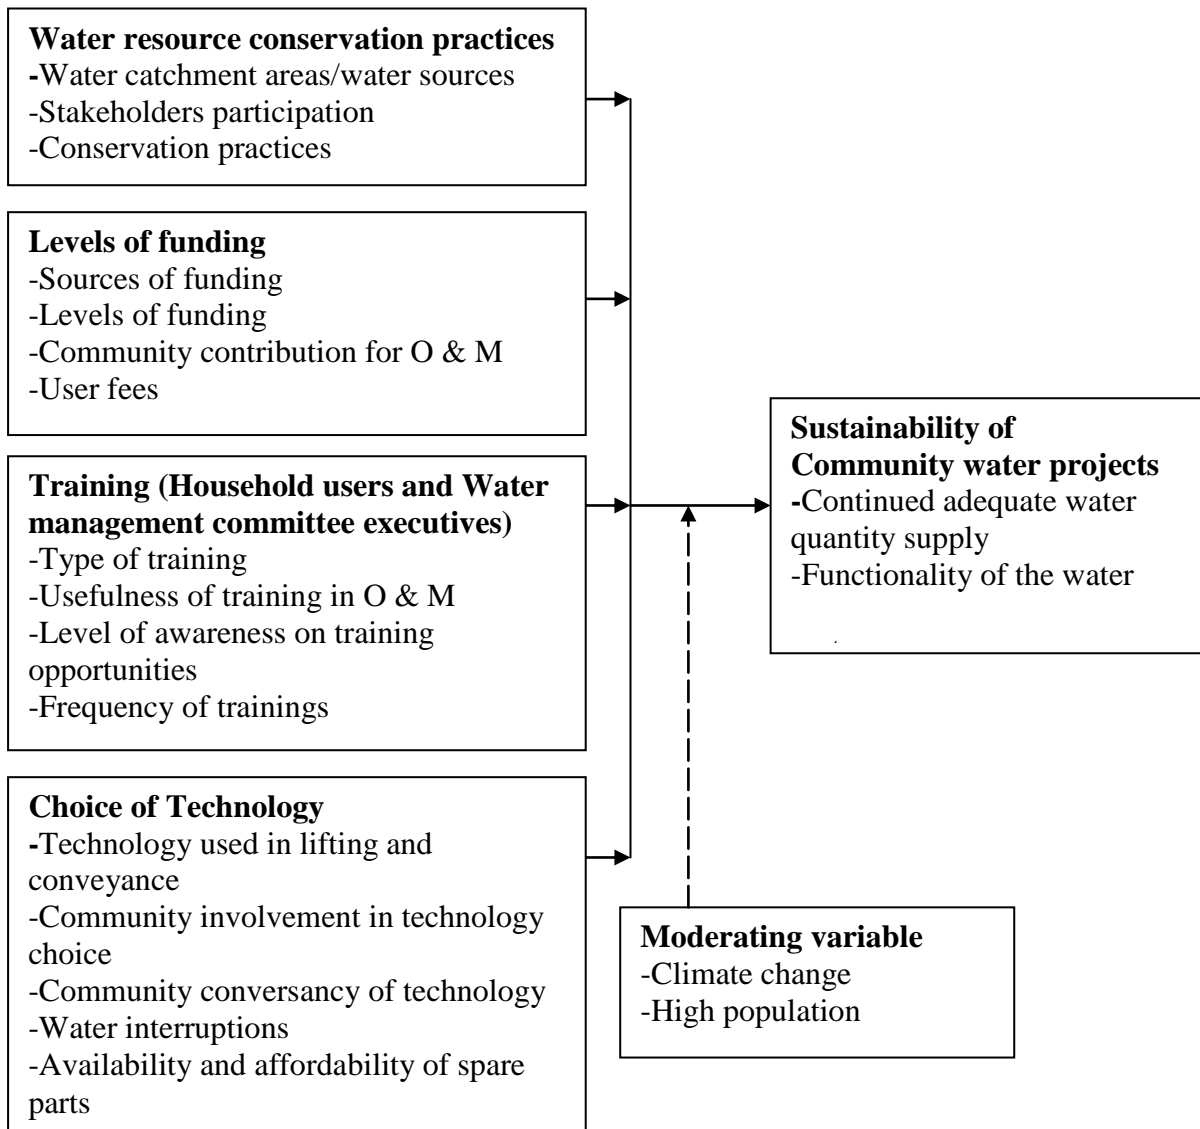 Water resource conservation practices
-Water catchment areas/water sources
-Stakeholders participation
-Conservation practices
Levels of funding
-Sources of funding
-Levels of funding
-Community contribution for O & M
-User fees
Training (Household users and Water
management committee executives)
-Type of training
-Usefulness of training in O & M
-Level of awareness on training
opportunities
-Frequency of trainings
Choice of Technology
-Technology used in lifting and
conveyance
-Community involvement in technology
choice
-Community conversancy of technology
-Water interruptions
-Availability and affordability of spare
parts
Sustainability of
Community water projects
-Continued adequate water
quantity supply
-Functionality of the water
Moderating variable
-Climate change
-High population